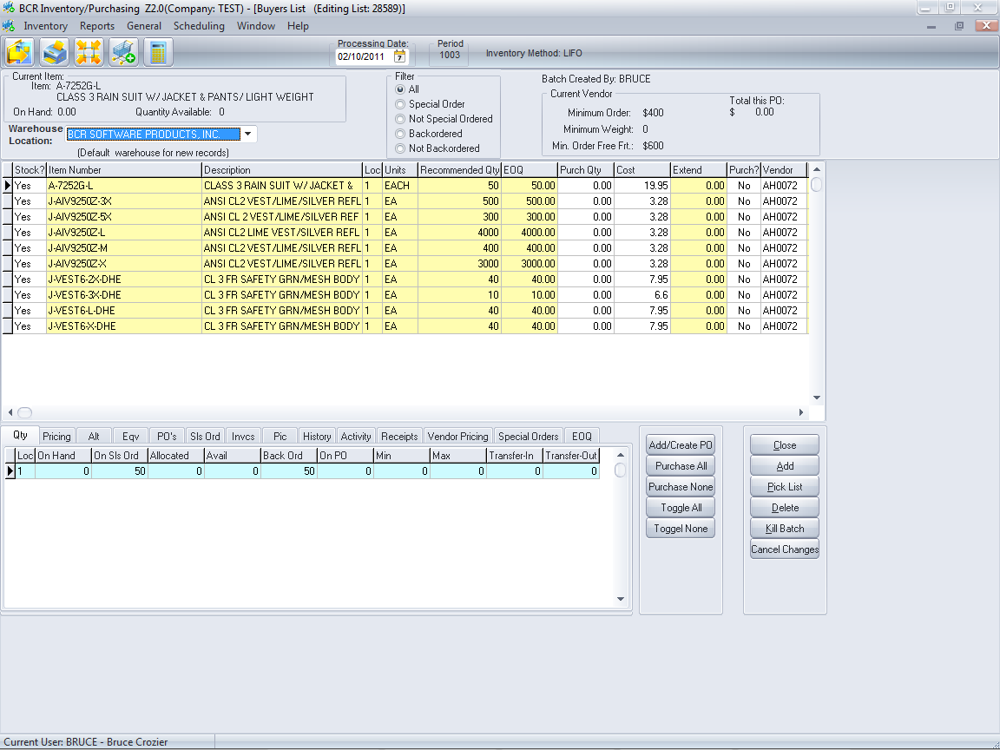 BCR Inventory/Purchasing Z2.0(Company: TEST) - [Buyers List (Editing List: 28589)]
Inventory Reports General Scheduling Window Help
Processing Date:
02/10/2011
7
Period
1003
Inventory Method: LIFO
Current Item:
Item: A-7252G-L
CLASS 3 RAIN SUIT W/ JACKET & PANTS/ LIGHT WEIGHT
On Hand: 0.00 Quantity Available: 0
Warehouse Location: BCR SOFTWARE PRODUCTS, INC.
(Default warehouse for new records)
Filter
All
Special Order
Not Special Ordered
Backordered
Not Backordered
Batch Created By: BRUCE
Current Vendor
Minimum Order: $400
Minimum Weight: 0
Min. Order Free Frt.: $600
Total this PO:
$ 0.00
Stock? Item Number Description Loc Units Recommended Qty EOQ Purch Qty Cost Extend Purch? Vendor
Yes A-7252G-L CLASS 3 RAIN SUIT W/ JACKET & 1 EACH 50 50.00 0.00 19.95 0.00 No AH0072
Yes J-AIV9250Z-3X ANSI CL2 VEST/LIME/SILVER REFL 1 EA 500 500.00 0.00 3.28 0.00 No AH0072
Yes J-AIV9250Z-5X ANSI CL 2 VEST/LIME/SILVER REF 1 EA 300 300.00 0.00 3.28 0.00 No AH0072
Yes J-AIV9250Z-L ANSI CL2 LIME VEST/SILVER REFL 1 EA 4000 4000.00 0.00 3.28 0.00 No AH0072
Yes J-AIV9250Z-M ANSI CL2 VEST/LIME/SILVER REFL 1 EA 400 400.00 0.00 3.28 0.00 No AH0072
Yes J-AIV9250Z-X ANSI CL2 VEST/LIME/SILVER REFL 1 EA 3000 3000.00 0.00 3.28 0.00 No AH0072
Yes J-VEST6-2X-DHE CL 3 FR SAFETY GRN/MESH BODY 1 EA 40 40.00 0.00 7.95 0.00 No AH0072
Yes J-VEST6-3X-DHE CL 3 FR SAFETY GRN/MESH BODY 1 EA 10 10.00 0.00 6.6 0.00 No AH0072
Yes J-VEST6-L-DHE CL 3 FR SAFETY GRN/MESH BODY 1 EA 40 40.00 0.00 7.95 0.00 No AH0072
Yes J-VEST6-X-DHE CL 3 FR SAFETY GRN/MESH BODY 1 EA 40 40.00 0.00 7.95 0.00 No AH0072
Qty Pricing Alt Eqv PO's Sls Ord Invcs Pic History Activity Receipts Vendor Pricing Special Orders EOQ
Loc On Hand On Sls Ord Allocated Avail Back Ord On PO Min Max Transfer-In Transfer-Out
1 0 50 0 0 50 0 0 0 0 0
Add/Create PO
Purchase All
Purchase None
Toggle All
Toggel None
Close
Add
Pick List
Delete
Kill Batch
Cancel Changes
Current User: BRUCE - Bruce Crozier